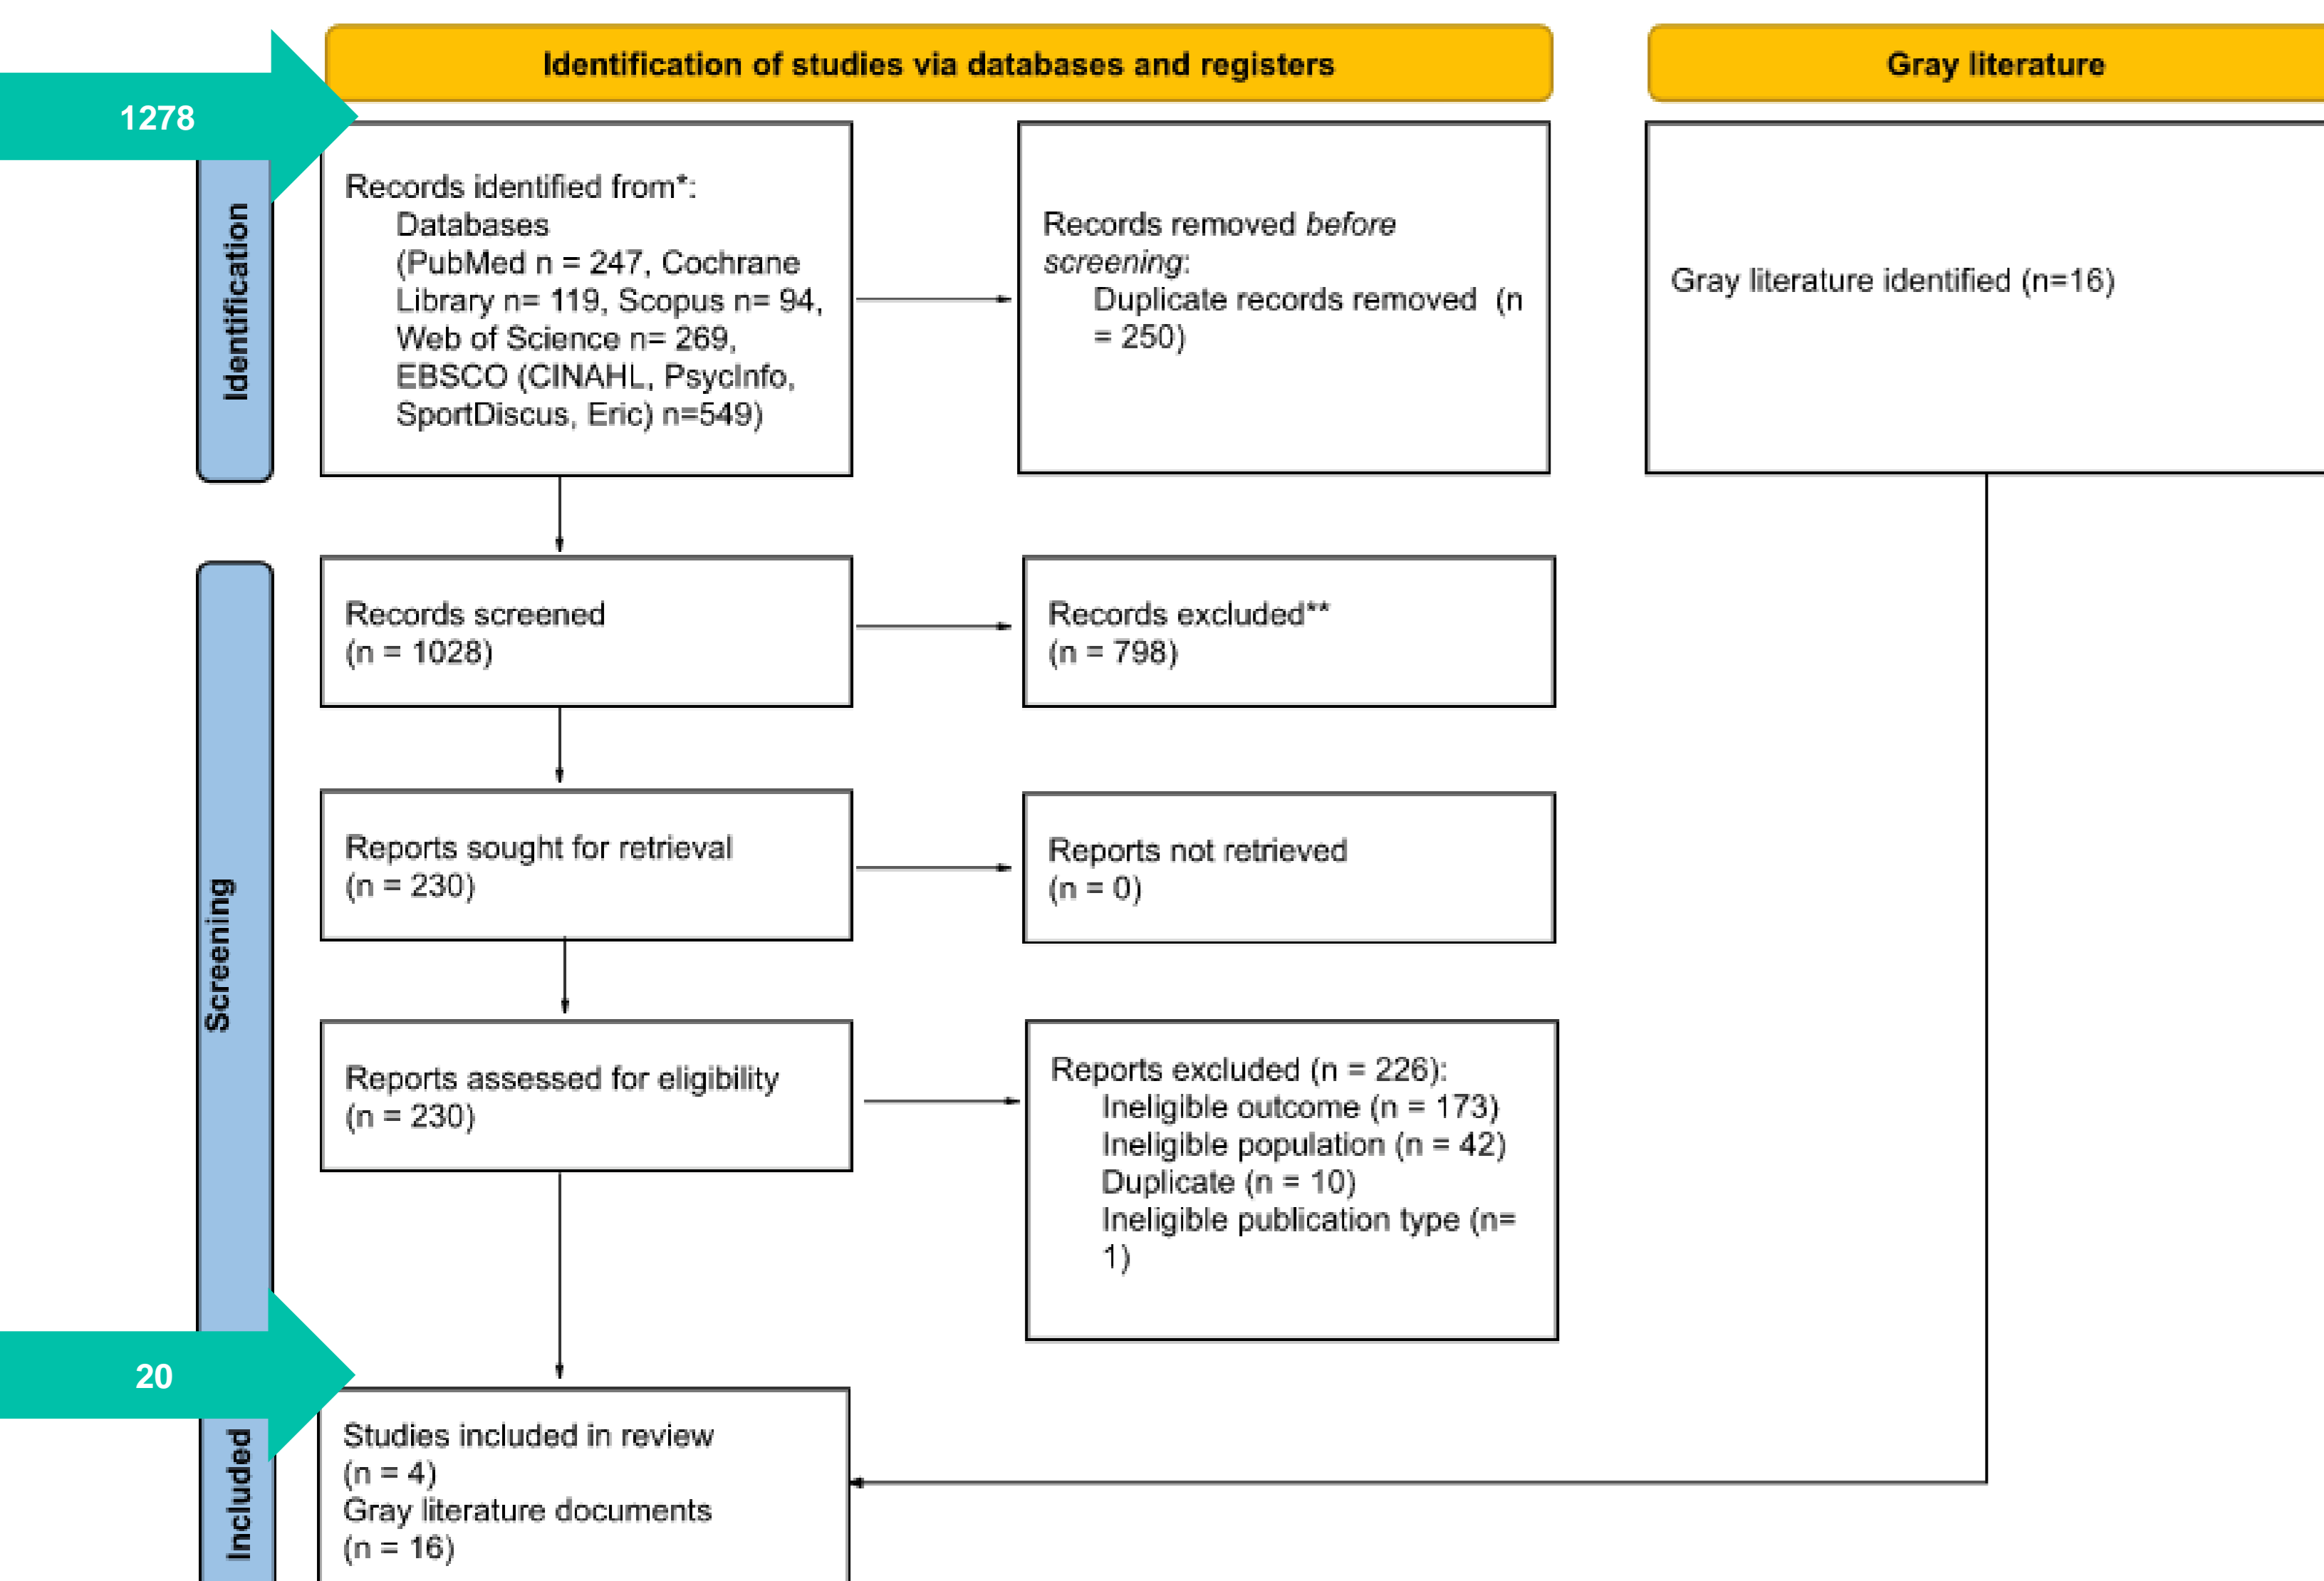 Identification of studies via databases and registers
Gray literature
1278
Identification
Records identified from*:
Databases
(PubMed n = 247, Cochrane
Library n= 119, Scopus n= 94,
Web of Science n= 269,
EBSCO (CINAHL, PsycInfo,
SportDiscus, Eric) n=549)
Records removed before
screening:
Duplicate records removed (n
= 250)
Gray literature identified (n=16)
Screening
Records screened
(n = 1028)
Records excluded**
(n = 798)
Reports sought for retrieval
(n = 230)
Reports not retrieved
(n = 0)
Reports assessed for eligibility
(n = 230)
Reports excluded (n = 226):
Ineligible outcome (n = 173)
Ineligible population (n = 42)
Duplicate (n = 10)
Ineligible publication type (n=
1)
20
Included
Studies included in review
(n = 4)
Gray literature documents
(n = 16)